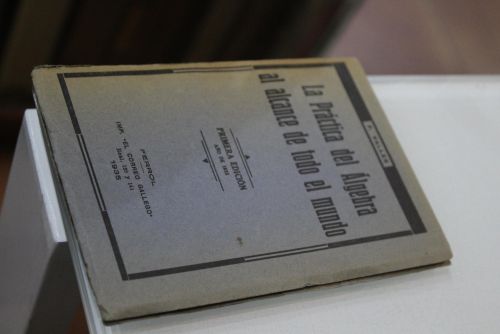 La Práctica del Álgebra
al alcance de todo el mundo
PRIMERA EDICIÓN
FERROL
IMP. "EL CORREO GALLEGO"
1935